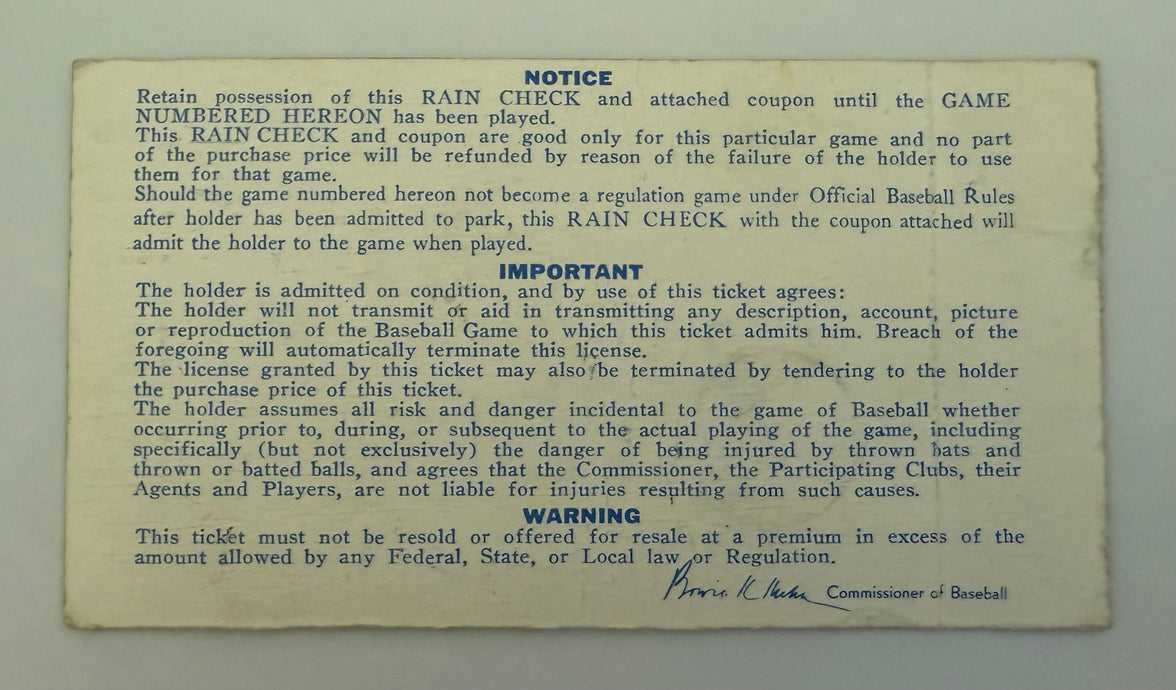 NOTICE
Retain possession of this RAIN CHECK and attached coupon until the GAME
NUMBERED HEREON has been played.
This RAIN CHECK and coupon are good only for this particular game and no part
of the purchase price will be refunded by reason of the failure of the holder to use
them for that game.
Should the game numbered hereon not become a regulation game under Official Baseball Rules
after holder has been admitted to park, this RAIN CHECK with the coupon attached will
admit the holder to the game when played.
IMPORTANT
The holder is admitted on condition, and by use of this ticket agrees:
The holder will not transmit or aid in transmitting any description, account, picture
or reproduction of the Baseball Game to which this ticket admits him. Breach of the
foregoing will automatically terminate this license.
The license granted by this ticket may also be terminated by tendering to the holder
the purchase price of this ticket.
The holder assumes all risk and danger incidental to the game of Baseball whether
occurring prior to, during, or subsequent to the actual playing of the game, including
specifically (but not exclusively) the danger of being injured by thrown bats and
thrown or batted balls, and agrees that the Commissioner, the Participating Clubs, their
Agents and Players, are not liable for injuries resulting from such causes.
WARNING
This ticket must not be resold or offered for resale at a premium in excess of the
amount allowed by any Federal, State, or Local law or Regulation.
Bowie K Kuhn Commissioner of Baseball